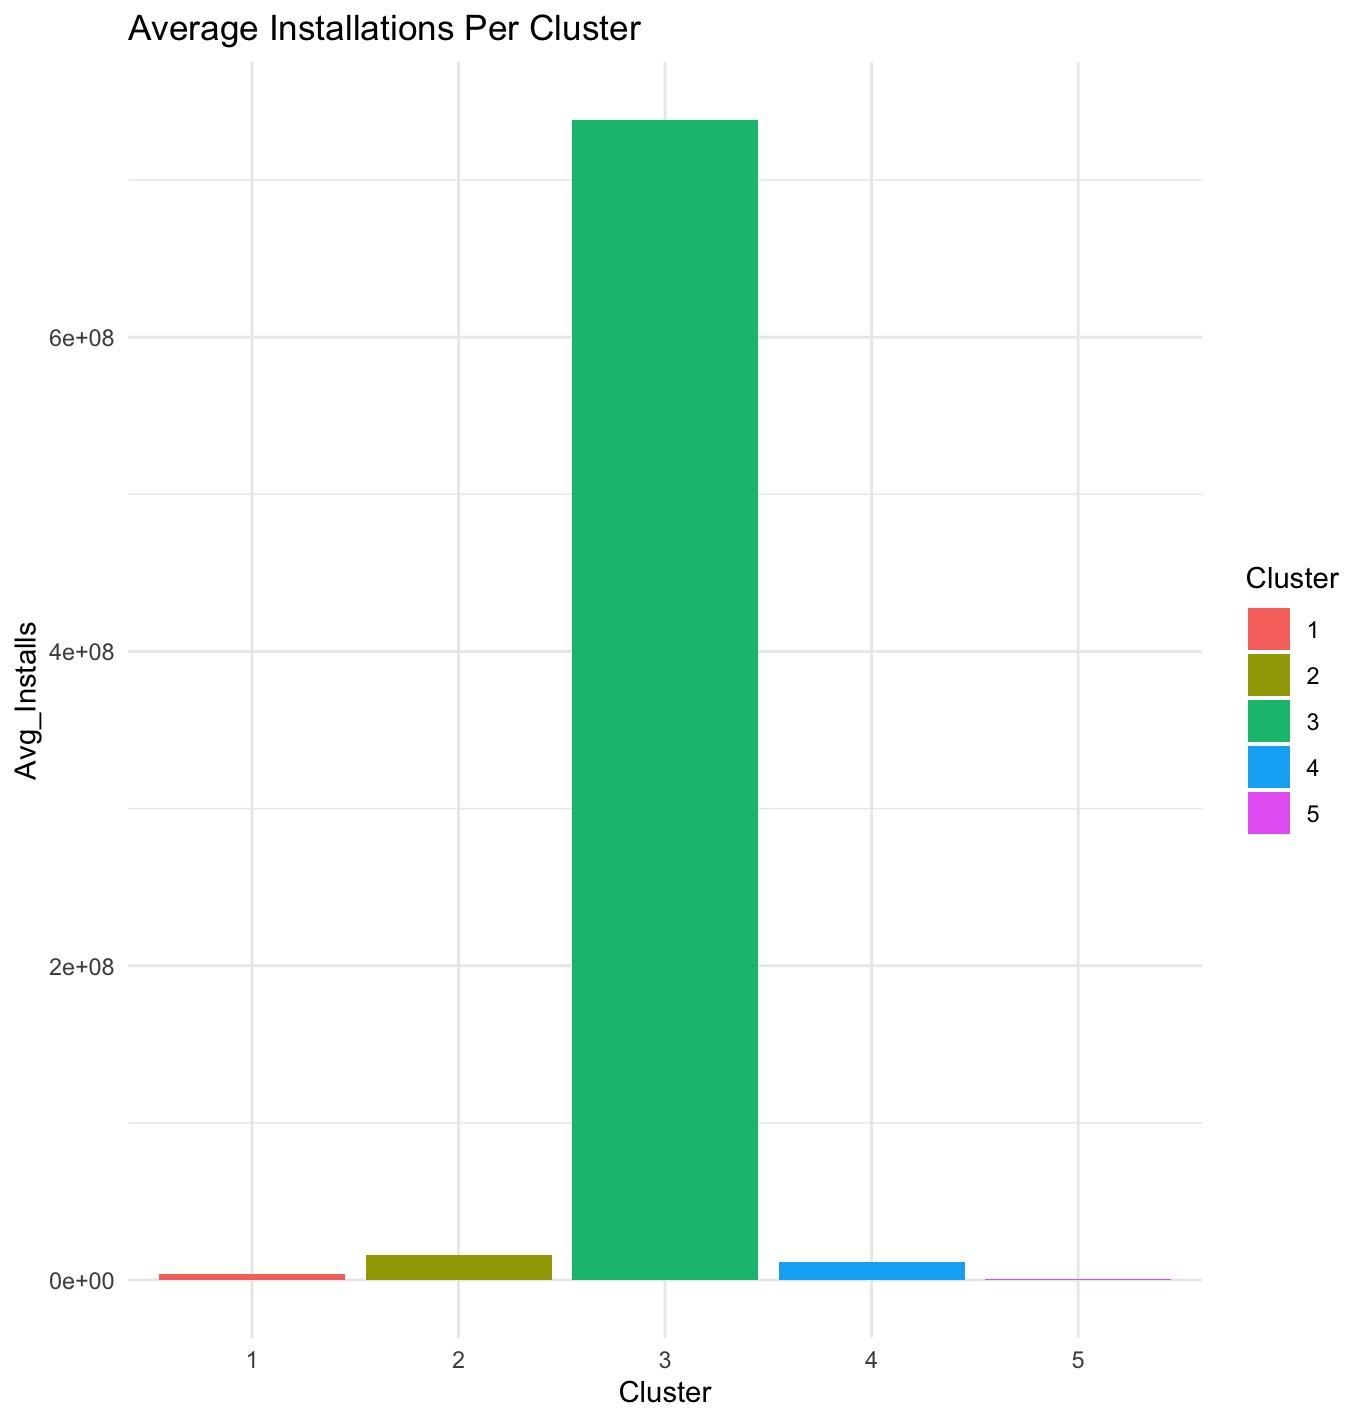 Average Installations Per Cluster
Avg_Installs
6e+08
4e+08
2e+08
0e+00
1 2 3 4 5
Cluster
Cluster
1
2
3
4
5